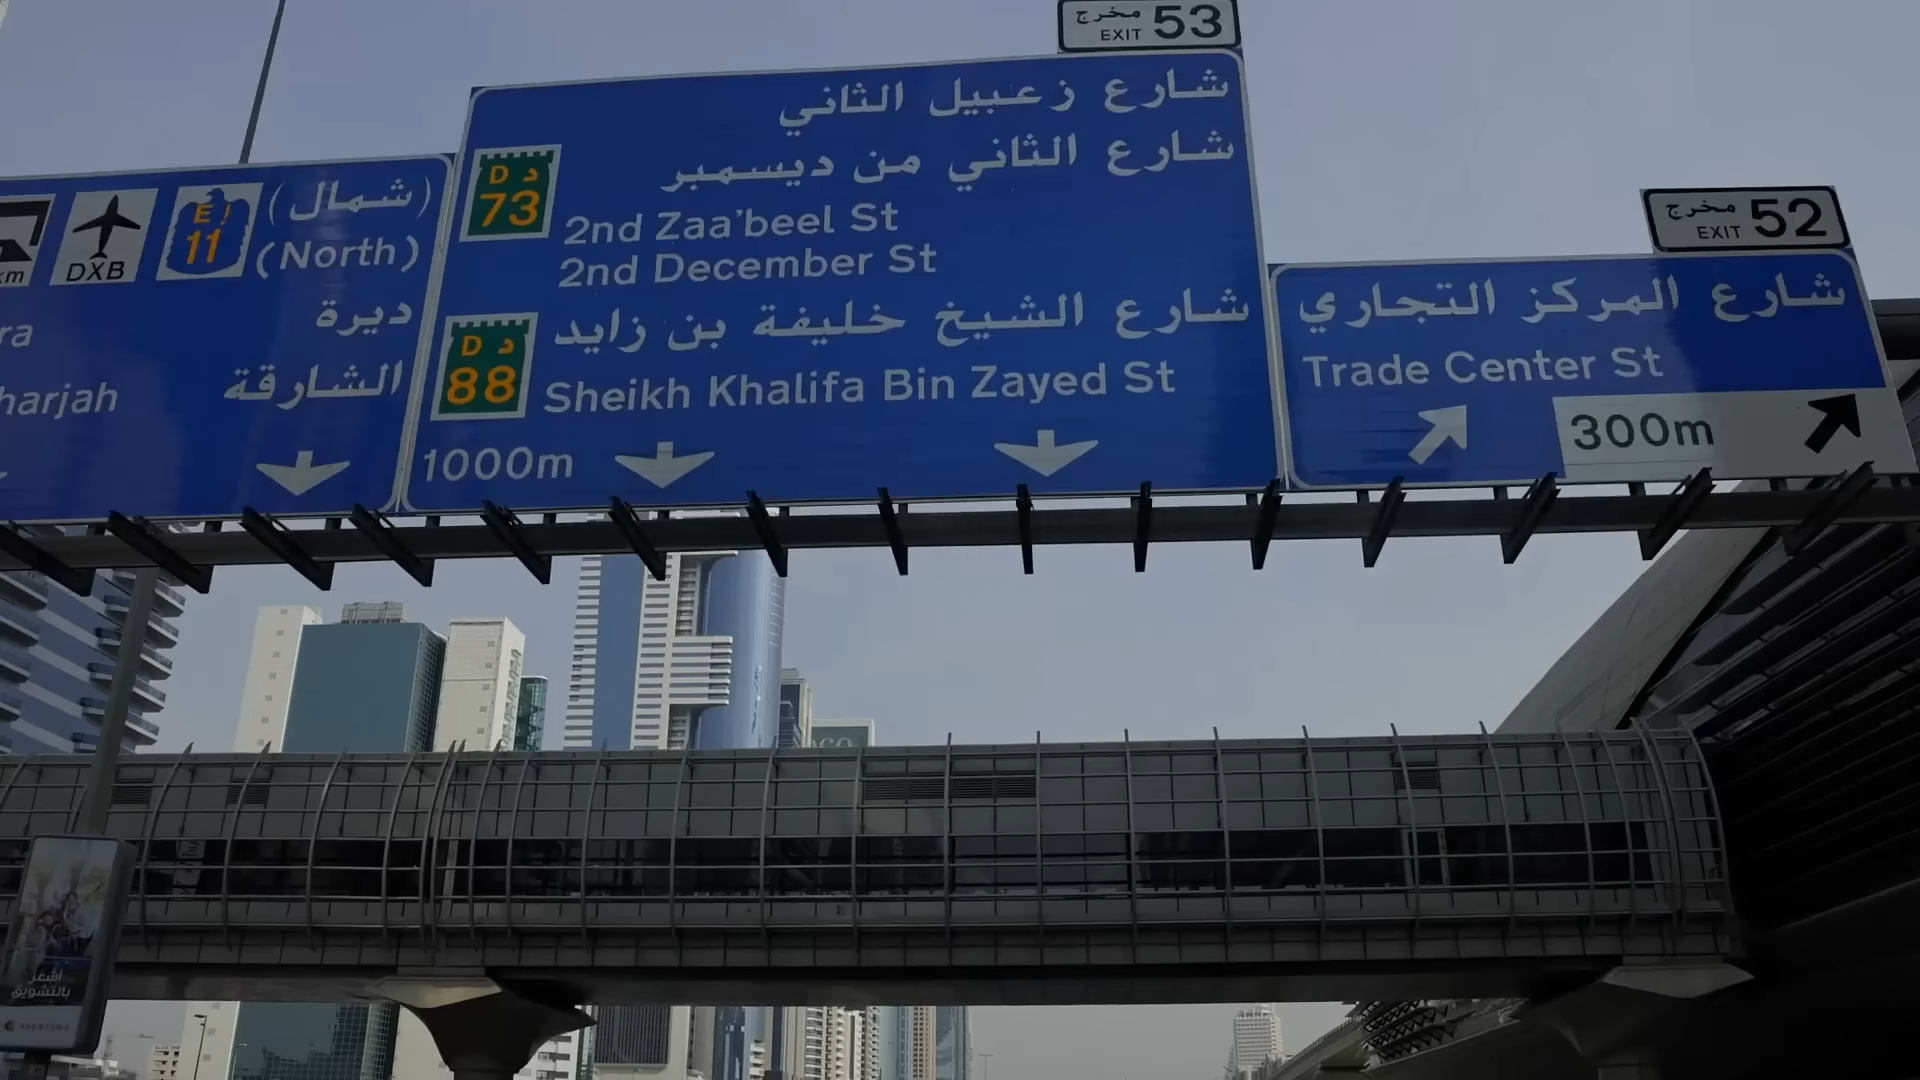 km
DXB
E إ
11
(شمال)
(North)
ديرة
الشارقة
مخرج
EXIT 53
شارع زعبيل الثاني
شارع الثاني من ديسمبر
D د
73
2nd Zaa'beel St
2nd December St
شارع الشيخ خليفة بن زايد
D د
88
Sheikh Khalifa Bin Zayed St
1000m
مخرج
EXIT 52
شارع المركز التجاري
Trade Center St
300m
بالتشويق